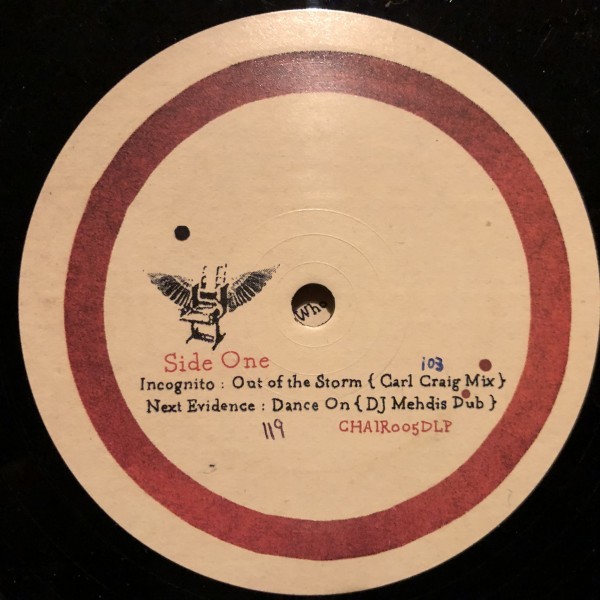 Who
Side One
103
Incognito : Out of the Storm { Carl Craig Mix }
Next Evidence : Dance On { DJ Mehdis Dub }
119
CHAIR005DLP